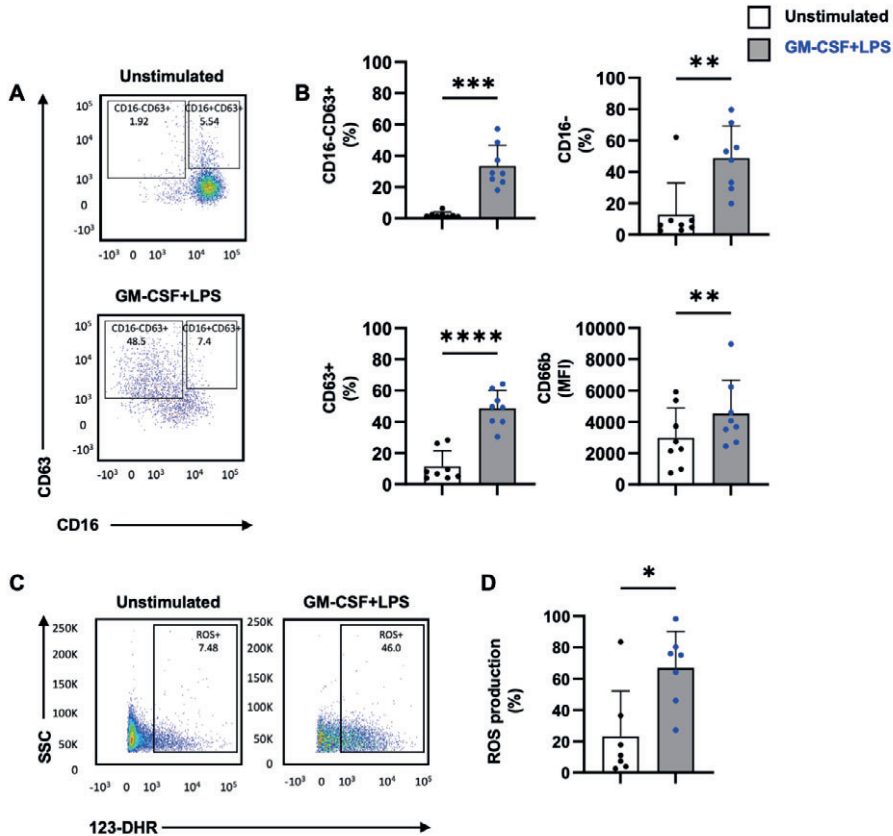 Unstimulated
GM-CSF+LPS
A
Unstimulated
CD16-CD63+
1.92
CD16+CD63+
5.54
10⁵
10⁴
10³
0
-10³
-10³ 0 10³ 10⁴ 10⁵
GM-CSF+LPS
CD16-CD63+
48.5
CD16+CD63+
7.4
10⁵
10⁴
10³
0
-10³
-10³ 0 10³ 10⁴ 10⁵
CD63
CD16
B
CD16-CD63+
(%)
100
80
60
40
20
0
***
CD16-
(%)
100
80
60
40
20
0
**
CD63+
(%)
100
80
60
40
20
0
****
CD66b
(MFI)
10000
8000
6000
4000
2000
0
**
C
Unstimulated
250K
200K
150K
100K
50K
0
ROS+
7.48
-10³ 0 10³ 10⁴ 10⁵
GM-CSF+LPS
250K
200K
150K
100K
50K
0
ROS+
46.0
-10³ 0 10³ 10⁴ 10⁵
SSC
123-DHR
D
ROS production
(%)
100
80
60
40
20
0
*